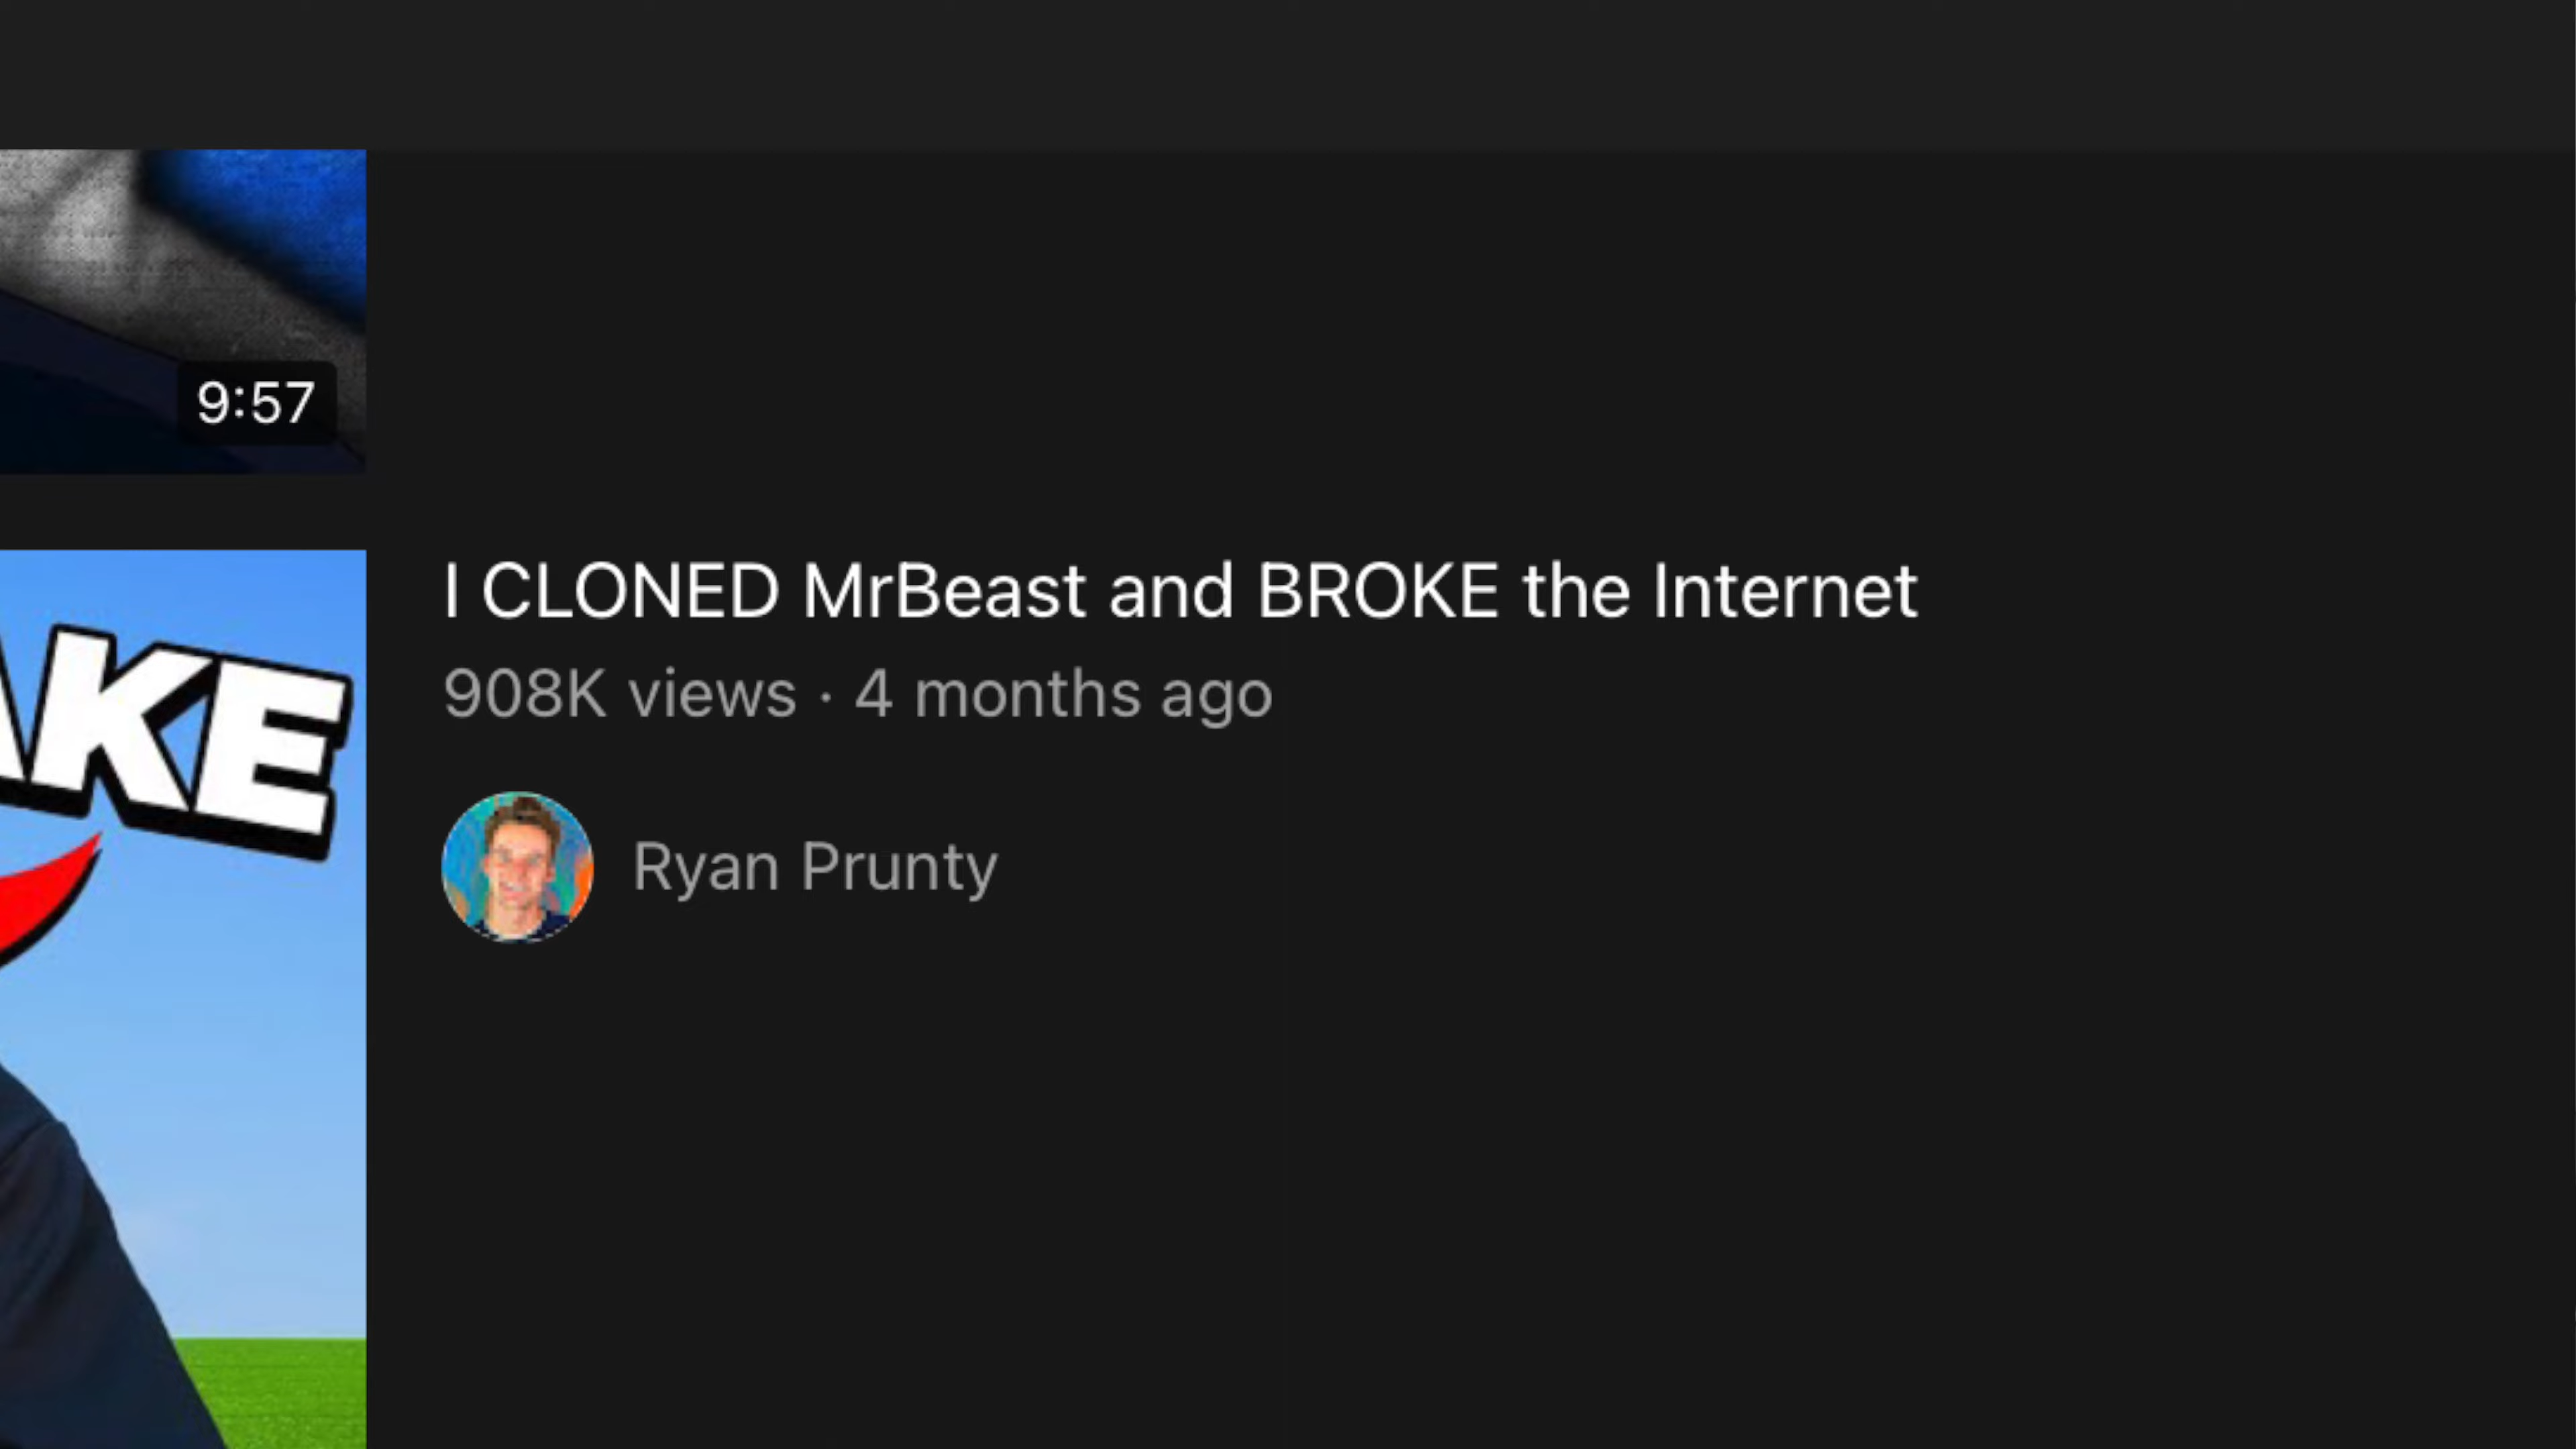 9:57
I CLONED MrBeast and BROKE the Internet
908K views · 4 months ago
AKE
Ryan Prunty